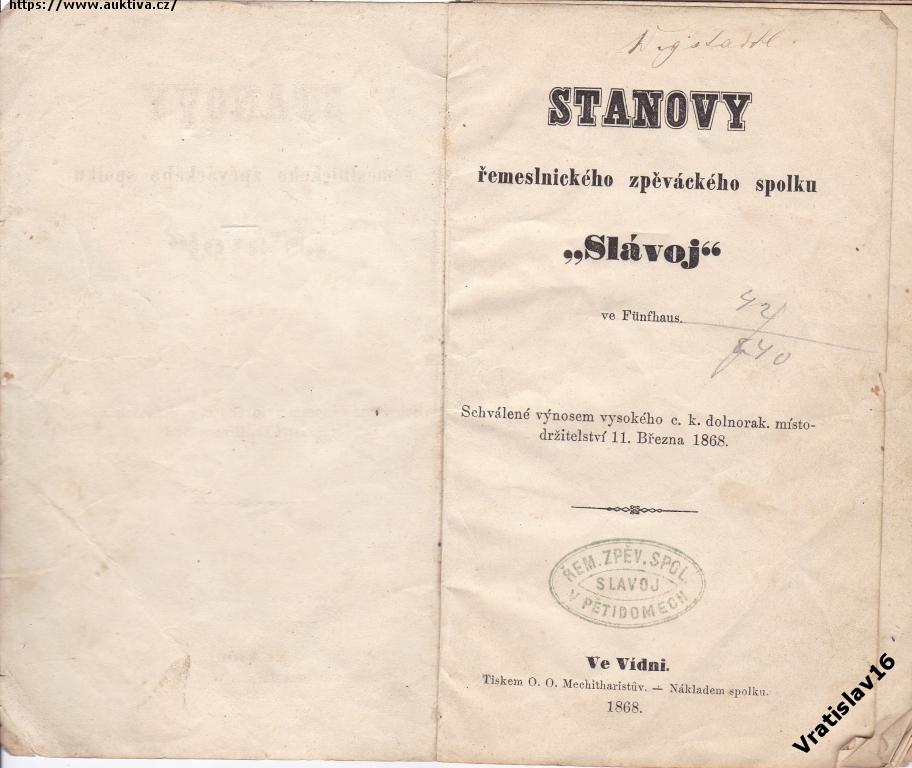 https://www.auktiva.cz/
STANOVY
řemeslnického zpěváckého spolku
„Slávoj“
ve Fünfhaus.
42
Schválené výnosem vysokého c. k. dolnorak. místo-
držitelství 11. Března 1868.
ŘEM. ZPĚV. SPOL.
SLAVOJ
V PĚTIDOMECH
Ve Vídni.
Tiskem O. O. Mechitharistův. — Nákladem spolku.
1868.
Vratislav16